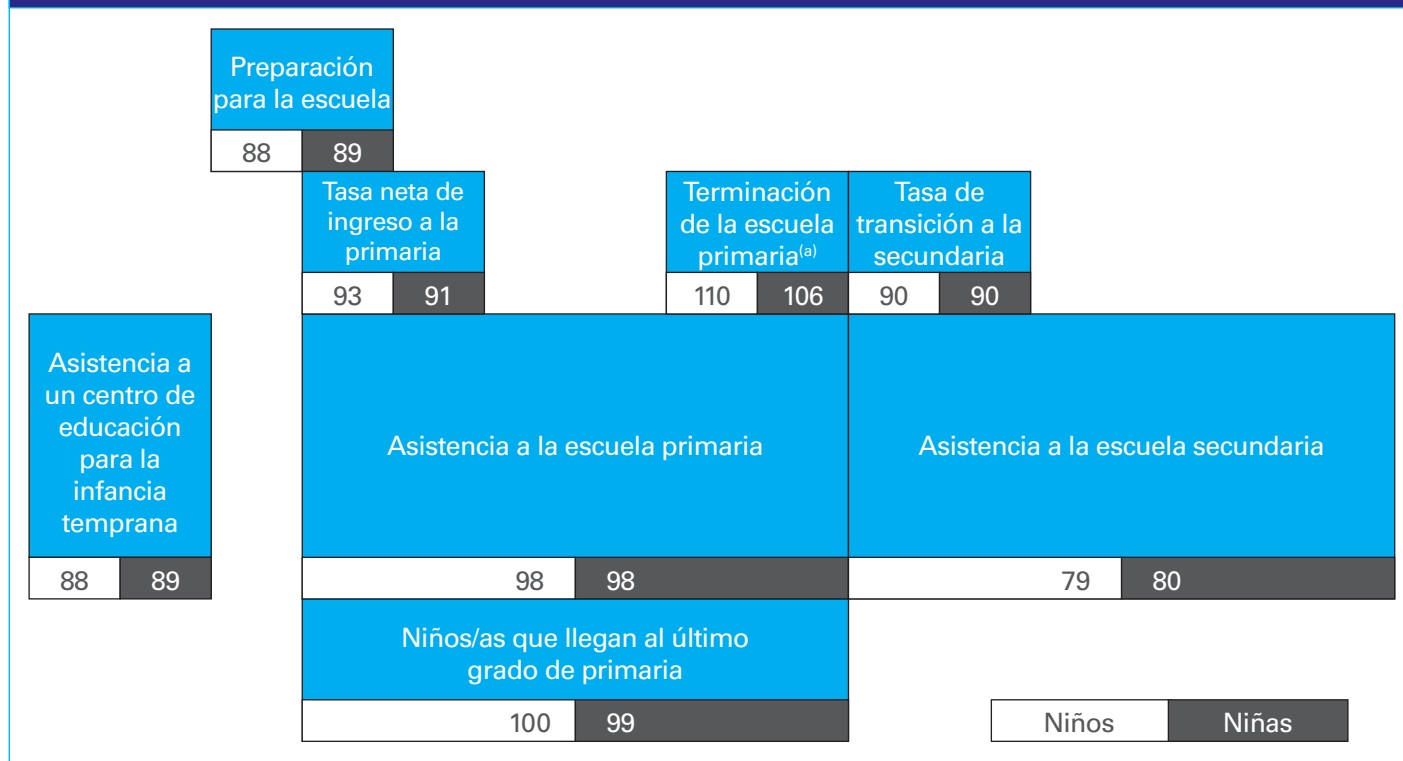 Preparación
para la escuela
88 89
Tasa neta de
ingreso a la
primaria
93 91
Terminación
de la escuela
primaria(a)
110 106
Tasa de
transición a la
secundaria
90 90
Asistencia a
un centro de
educación
para la
infancia
temprana
88 89
Asistencia a la escuela primaria
98 98
Asistencia a la escuela secundaria
79 80
Niños/as que llegan al último
grado de primaria
100 99
Niños Niñas